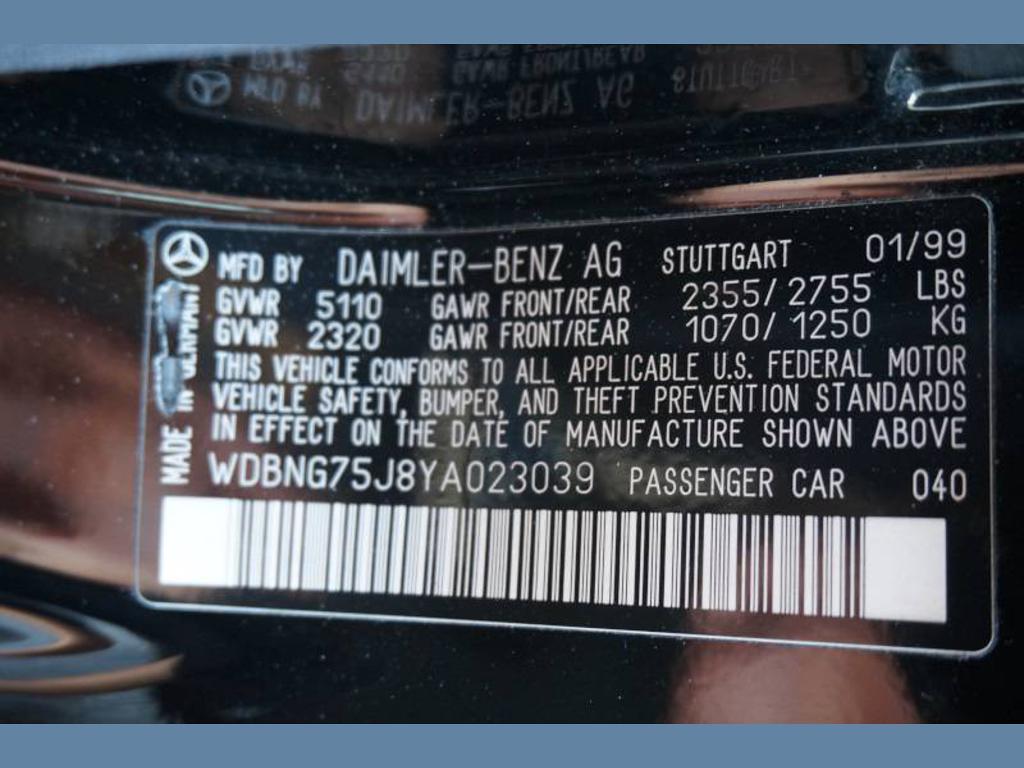 MFD BY DAIMLER-BENZ AG STUTTGART 01/99
GVWR 5110 GAWR FRONT/REAR 2355/2755 LBS
GVWR 2320 GAWR FRONT/REAR 1070/1250 KG
THIS VEHICLE CONFORMS TO ALL APPLICABLE U.S. FEDERAL MOTOR
VEHICLE SAFETY, BUMPER, AND THEFT PREVENTION STANDARDS
IN EFFECT ON THE DATE OF MANUFACTURE SHOWN ABOVE
WDBNG75J8YA023039 PASSENGER CAR 040
MADE IN GERMANY